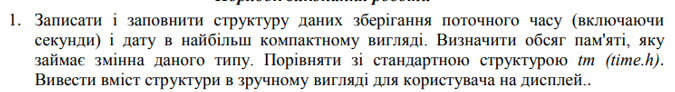 1. Записати і заповнити структуру даних зберігання поточного часу (включаючи
секунди) і дату в найбільш компактному вигляді. Визначити обсяг пам'яті, яку
займає змінна даного типу. Порівняти зі стандартною структурою tm (time.h).
Вивести вміст структури в зручному вигляді для користувача на дисплей..